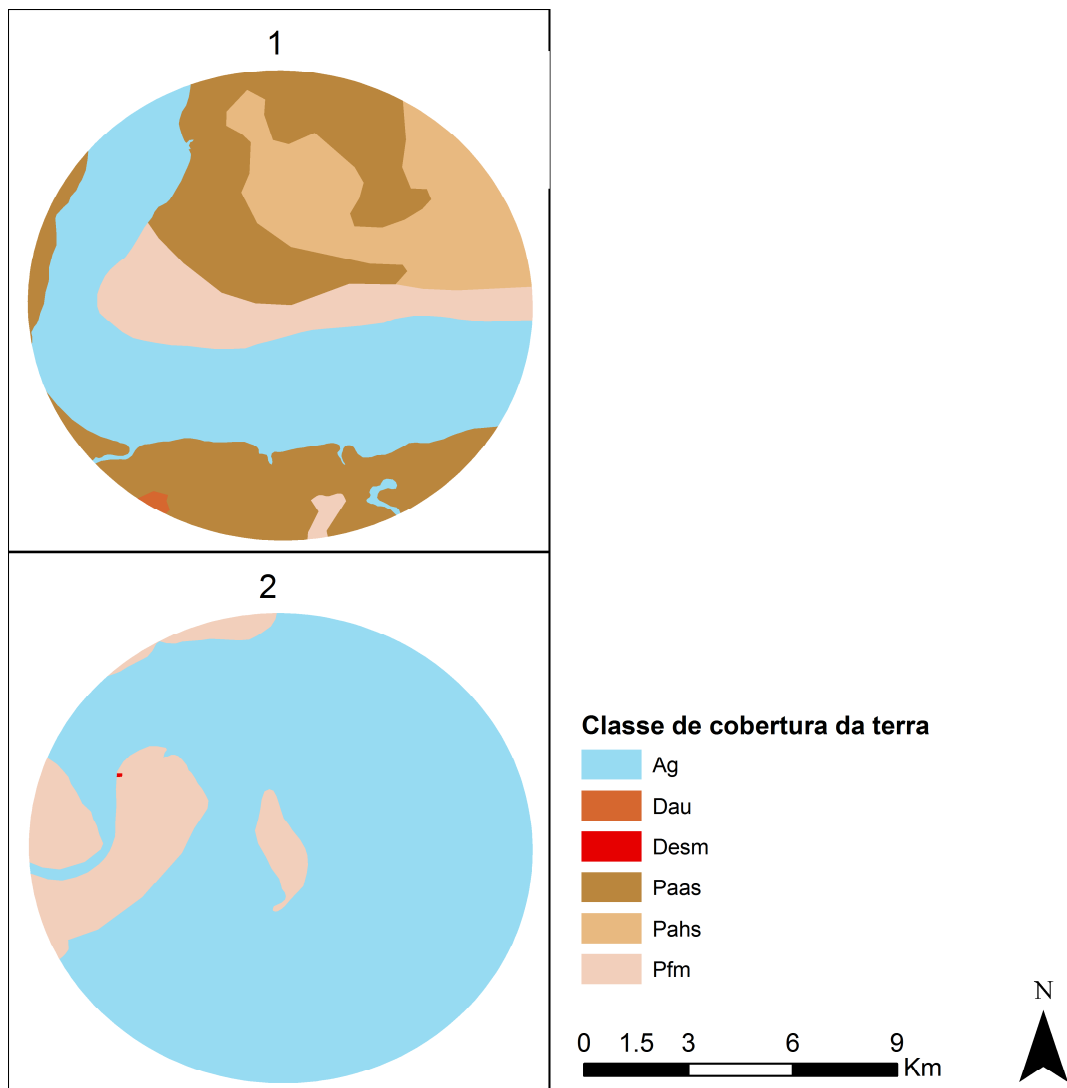 1
2
Classe de cobertura da terra
Ag
Dau
Desm
Paas
Pahs
Pfm
N
0 1.5 3 6 9
Km